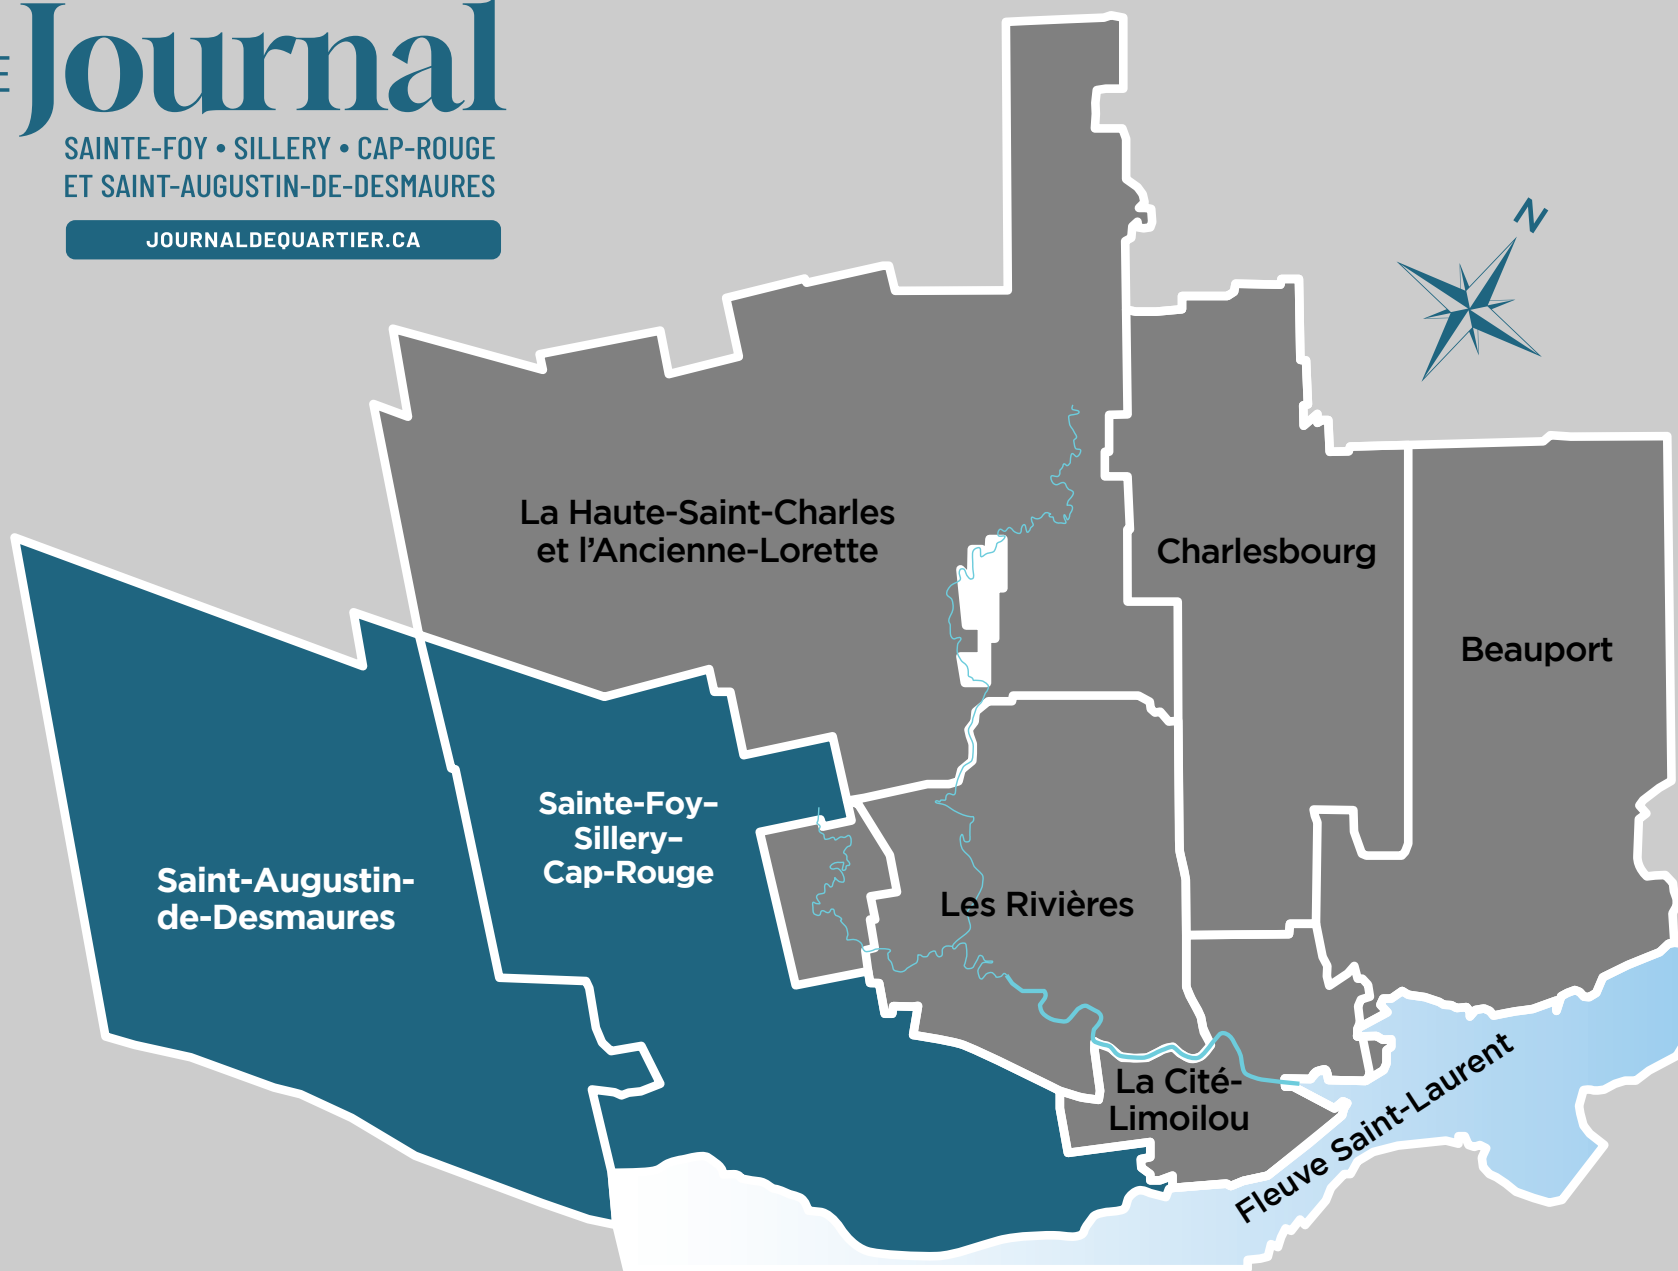 Journal
SAINTE-FOY • SILLERY • CAP-ROUGE
ET SAINT-AUGUSTIN-DE-DESMAURES
JOURNALDEQUARTIER.CA
N
La Haute-Saint-Charles
et l’Ancienne-Lorette
Charlesbourg
Beauport
Sainte-Foy–
Sillery–
Cap-Rouge
Saint-Augustin-
de-Desmaures
Les Rivières
La Cité-
Limoilou
Fleuve Saint-Laurent